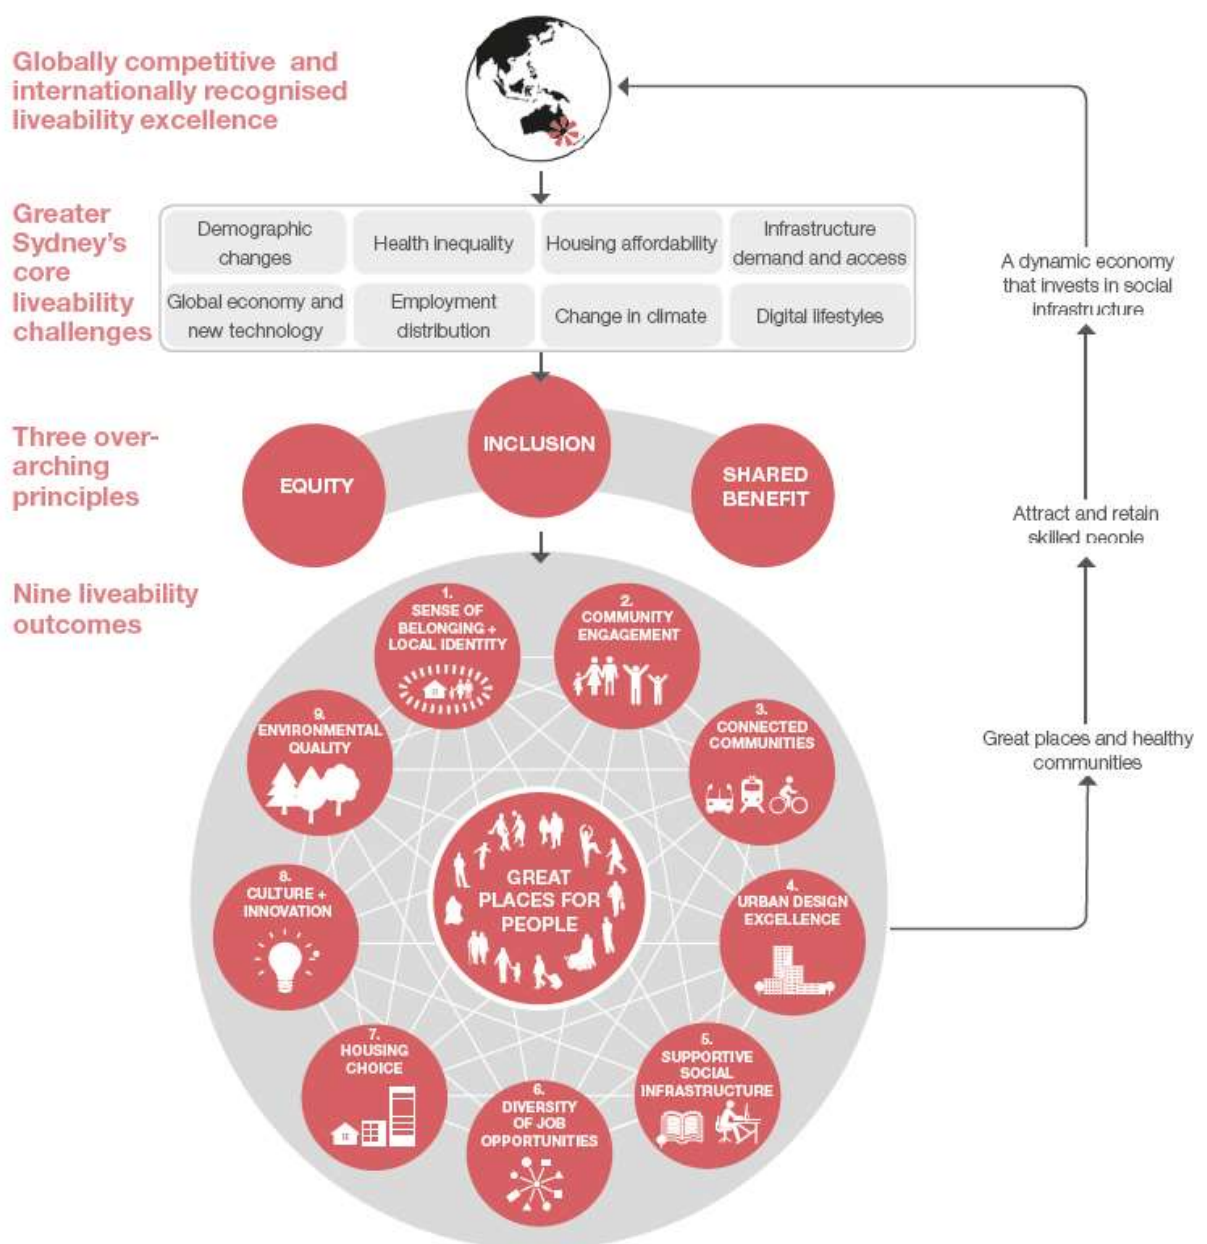 Globally competitive and
internationally recognised
liveability excellence
Greater
Sydney's
core
liveability
challenges
Demographic
changes
Health inequality
Housing affordability
Infrastructure
demand and access
Global economy and
new technology
Employment
distribution
Change in climate
Digital lifestyles
Three over-
arching
principles
EQUITY
INCLUSION
SHARED
BENEFIT
Nine liveability
outcomes
1.
SENSE OF
BELONGING +
LOCAL IDENTITY
2.
COMMUNITY
ENGAGEMENT
3.
CONNECTED
COMMUNITIES
4.
URBAN DESIGN
EXCELLENCE
5.
SUPPORTIVE
SOCIAL
INFRASTRUCTURE
6.
DIVERSITY
OF JOB
OPPORTUNITIES
7.
HOUSING
CHOICE
8.
CULTURE +
INNOVATION
9.
ENVIRONMENTAL
QUALITY
GREAT
PLACES FOR
PEOPLE
A dynamic economy
that invests in social
infrastructure
Attract and retain
skilled people
Great places and healthy
communities